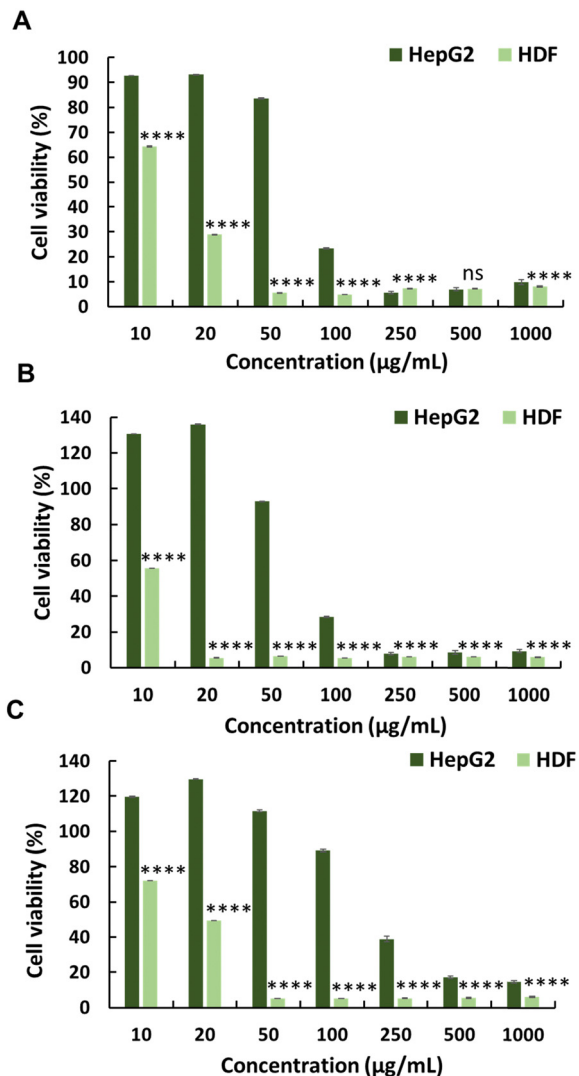 A
HepG2 HDF
100
90
80
70
60
50
40
30
20
10
0
Cell viability (%)
****
****
****
****
****
ns
****
10 20 50 100 250 500 1000
Concentration (µg/mL)
B
HepG2 HDF
140
120
100
80
60
40
20
0
Cell viability (%)
****
****
****
****
****
****
****
10 20 50 100 250 500 1000
Concentration (µg/mL)
C
HepG2 HDF
140
120
100
80
60
40
20
0
Cell viability (%)
****
****
****
****
****
****
****
10 20 50 100 250 500 1000
Concentration (µg/mL)